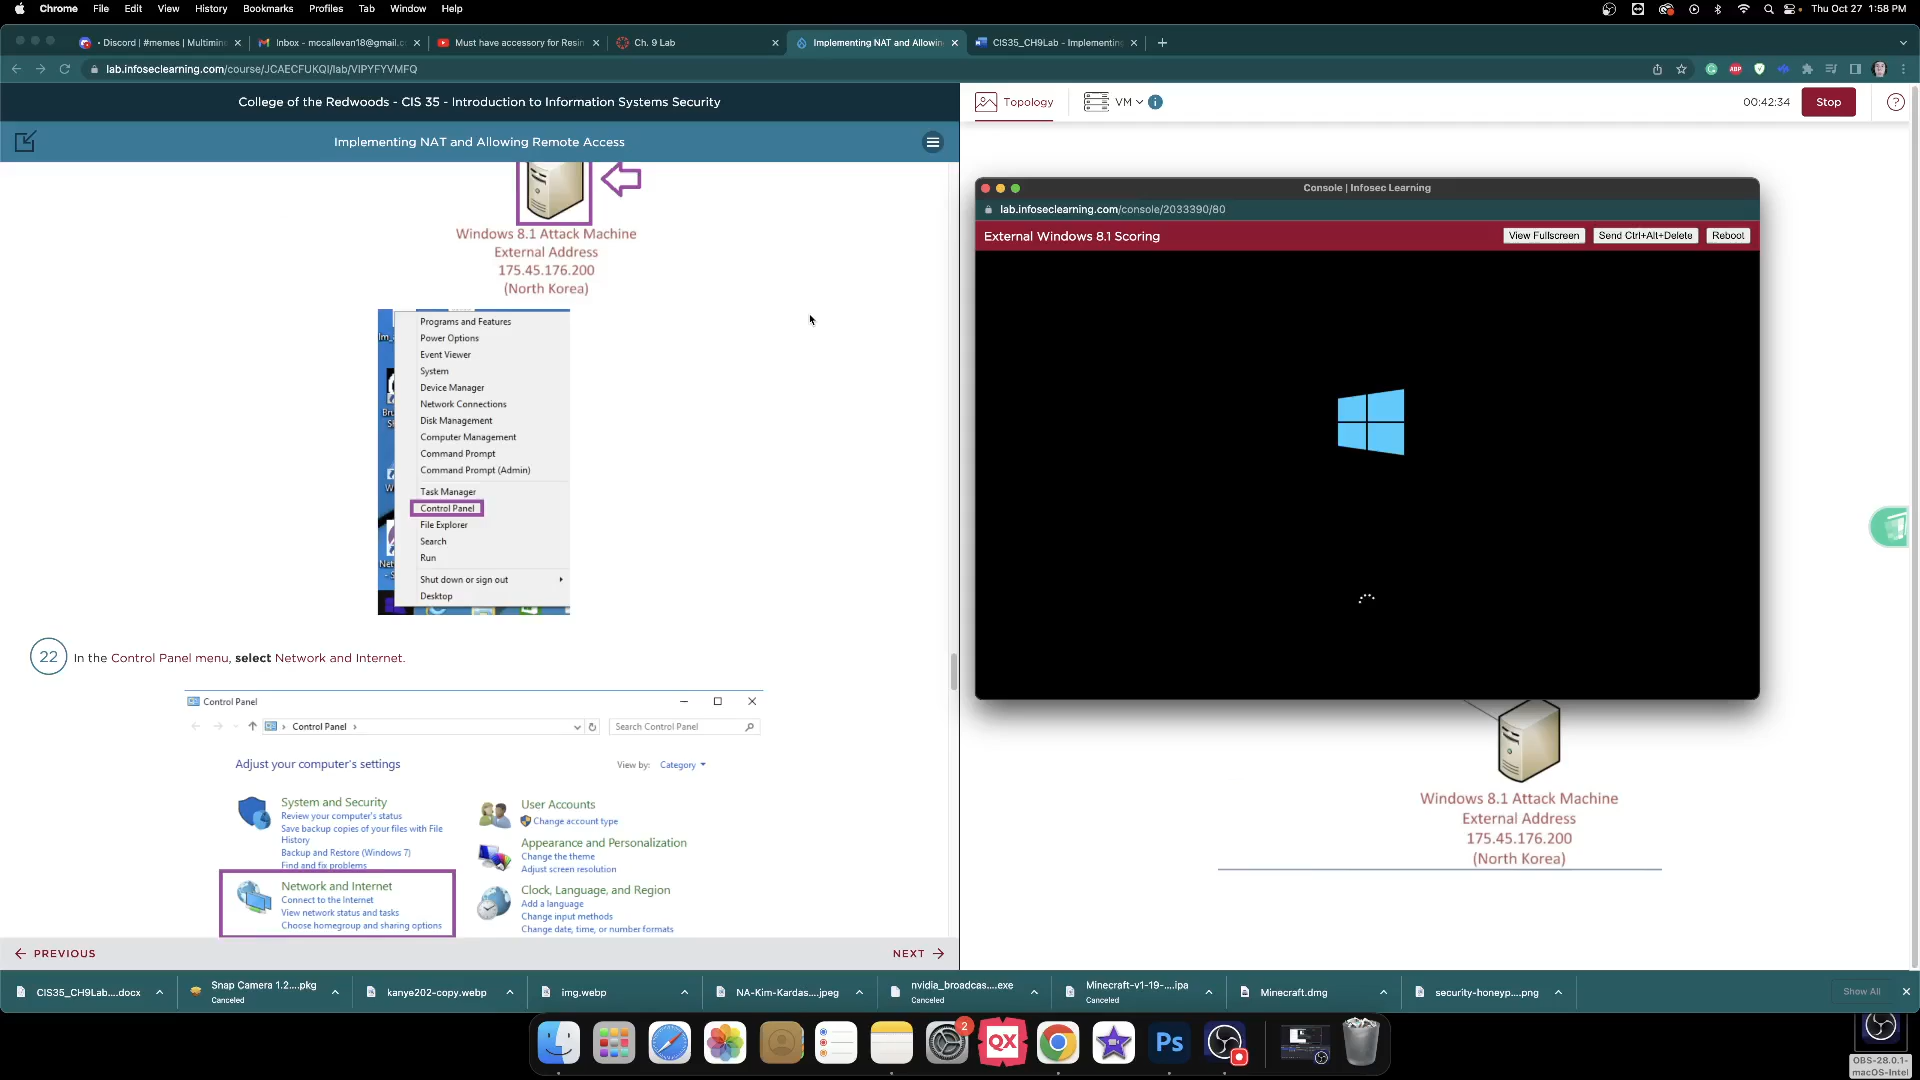 Chrome File Edit View History Bookmarks Profiles Tab Window Help
Thu Oct 27 1:58 PM
• Discord | #memes | Multimin
Inbox - mccallevan18@gmail.c
Must have accessory for Resin
Ch. 9 Lab
Implementing NAT and Allowin
CIS35_CH9Lab - Implementing
lab.infoseclearning.com/course/JCAECFUKQI/lab/VIPYFYVMFQ
ABP
College of the Redwoods - CIS 35 - Introduction to Information Systems Security
Implementing NAT and Allowing Remote Access
Windows 8.1 Attack Machine
External Address
175.45.176.200
(North Korea)
Programs and Features
Power Options
Event Viewer
System
Device Manager
Network Connections
Disk Management
Computer Management
Command Prompt
Command Prompt (Admin)
Task Manager
Control Panel
File Explorer
Search
Run
Shut down or sign out
Desktop
22 In the Control Panel menu, select Network and Internet.
Control Panel
Control Panel
Search Control Panel
Adjust your computer's settings
View by: Category
System and Security
Review your computer's status
Save backup copies of your files with File
History
Backup and Restore (Windows 7)
Find and fix problems
Network and Internet
Connect to the Internet
View network status and tasks
Choose homegroup and sharing options
User Accounts
Change account type
Appearance and Personalization
Change the theme
Adjust screen resolution
Clock, Language, and Region
Add a language
Change input methods
Change date, time, or number formats
PREVIOUS
NEXT
Topology
VM
00:42:34
Stop
Console | Infosec Learning
lab.infoseclearning.com/console/2033390/80
External Windows 8.1 Scoring
View Fullscreen
Send Ctrl+Alt+Delete
Reboot
Windows 8.1 Attack Machine
External Address
175.45.176.200
(North Korea)
CIS35_CH9Lab....docx
Snap Camera 1.2....pkg
Canceled
kanye202-copy.webp
img.webp
NA-Kim-Kardas....jpeg
nvidia_broadcas....exe
Canceled
Minecraft-v1-19-....ipa
Canceled
Minecraft.dmg
security-honeyp....png
Show All
2
QX
Ps
OBS-28.0.1-
macOS-Intel